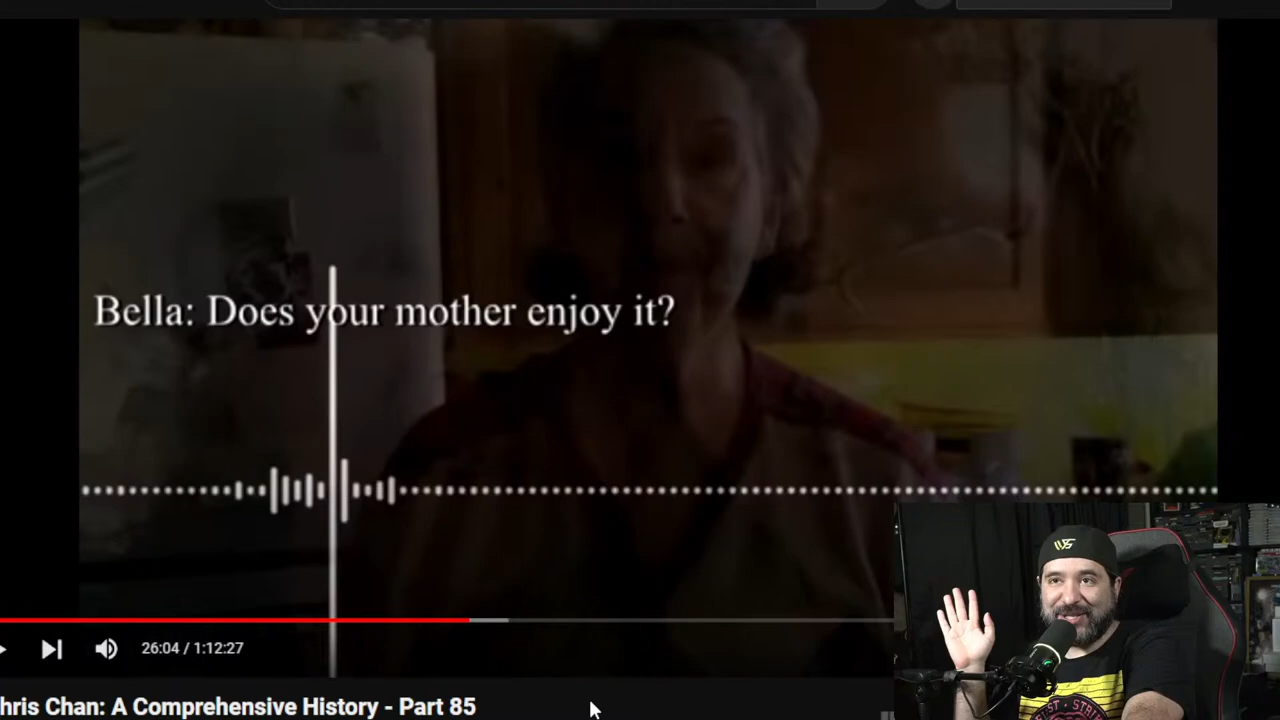 Bella: Does your mother enjoy it?
26:04 / 1:12:27
hris Chan: A Comprehensive History - Part 85